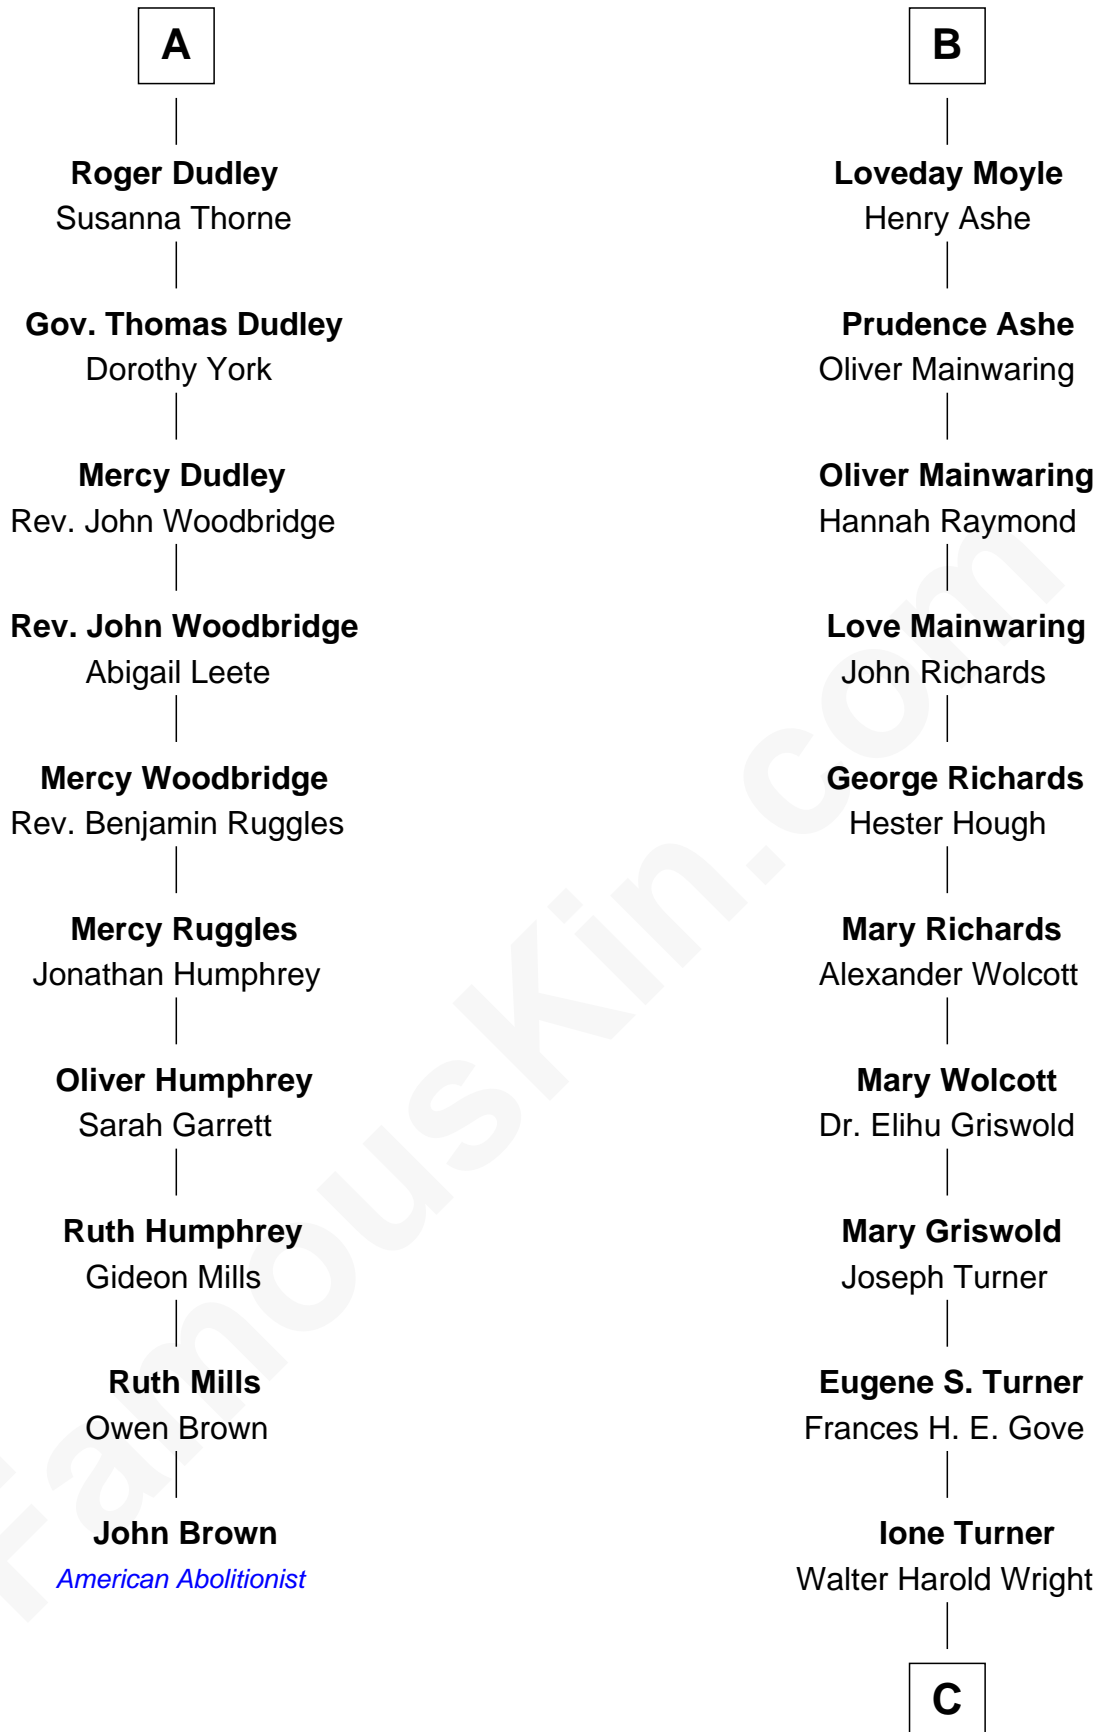 A
Roger Dudley
Susanna Thorne
Gov. Thomas Dudley
Dorothy York
Mercy Dudley
Rev. John Woodbridge
Rev. John Woodbridge
Abigail Leete
Mercy Woodbridge
Rev. Benjamin Ruggles
Mercy Ruggles
Jonathan Humphrey
Oliver Humphrey
Sarah Garrett
Ruth Humphrey
Gideon Mills
Ruth Mills
Owen Brown
John Brown
American Abolitionist
B
Loveday Moyle
Henry Ashe
Prudence Ashe
Oliver Mainwaring
Oliver Mainwaring
Hannah Raymond
Love Mainwaring
John Richards
George Richards
Hester Hough
Mary Richards
Alexander Wolcott
Mary Wolcott
Dr. Elihu Griswold
Mary Griswold
Joseph Turner
Eugene S. Turner
Frances H. E. Gove
Ione Turner
Walter Harold Wright
C
FamousKin.com